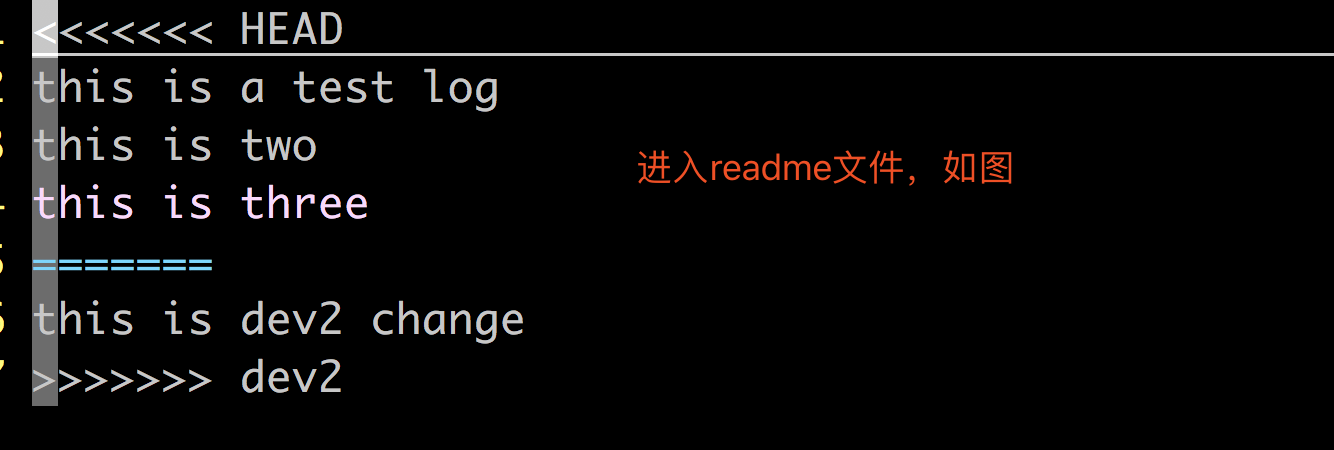 <<<<<<< HEAD
this is a test log
this is two
进入readme文件，如图
this is three
=======
this is dev2 change
>>>>>>> dev2